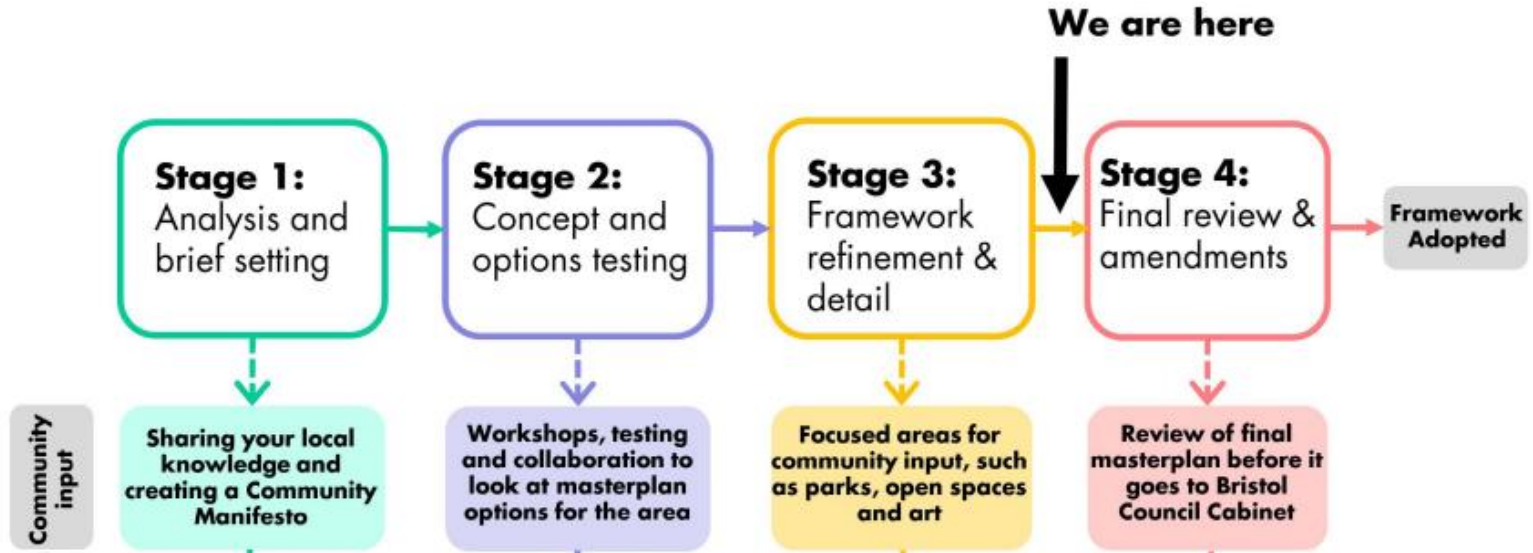 We are here
Stage 1:
Analysis and
brief setting
Stage 2:
Concept and
options testing
Stage 3:
Framework
refinement &
detail
Stage 4:
Final review &
amendments
Framework
Adopted
Community
input
Sharing your local
knowledge and
creating a Community
Manifesto
Workshops, testing
and collaboration to
look at masterplan
options for the area
Focused areas for
community input, such
as parks, open spaces
and art
Review of final
masterplan before it
goes to Bristol
Council Cabinet